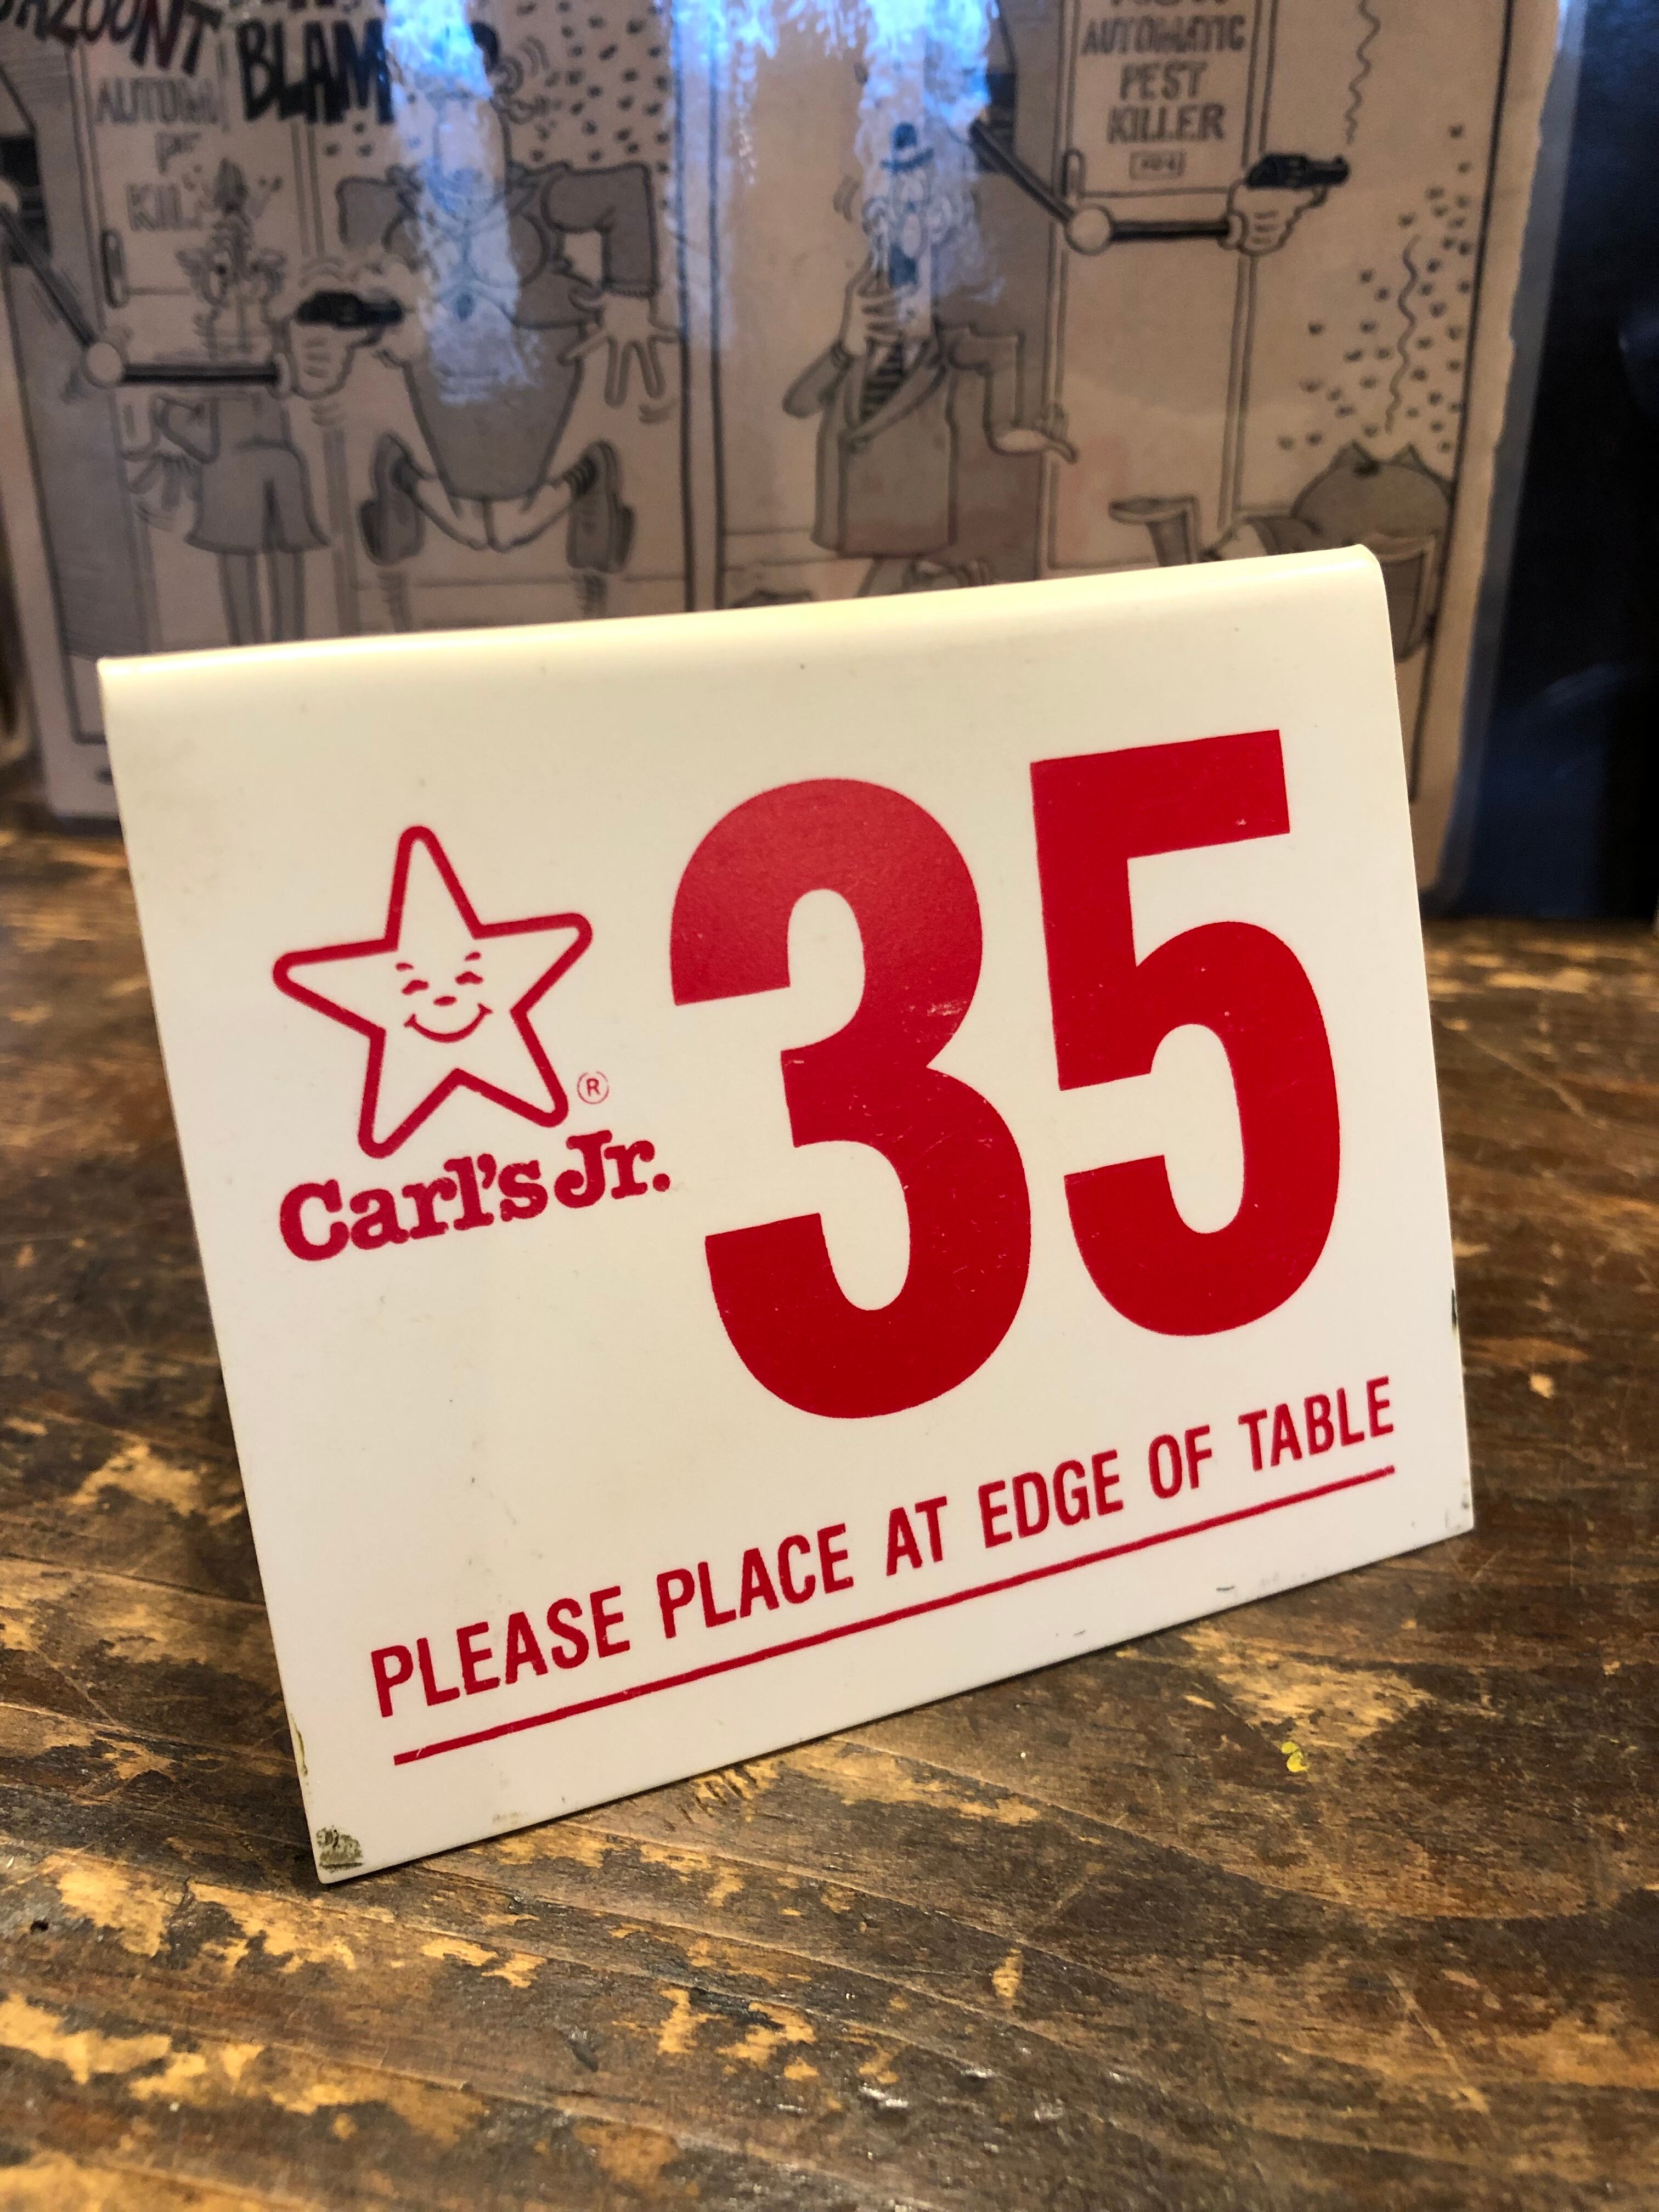 BLAM
AUTOMATIC
PEST
KILLER
35
®
Carl's Jr.
PLEASE PLACE AT EDGE OF TABLE